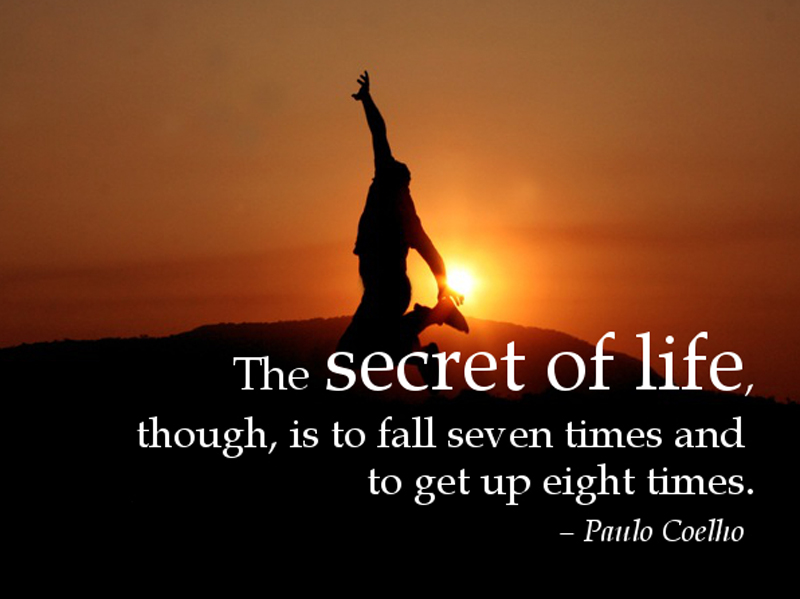 The secret of life,
though, is to fall seven times and
to get up eight times.
– Paulo Coelho